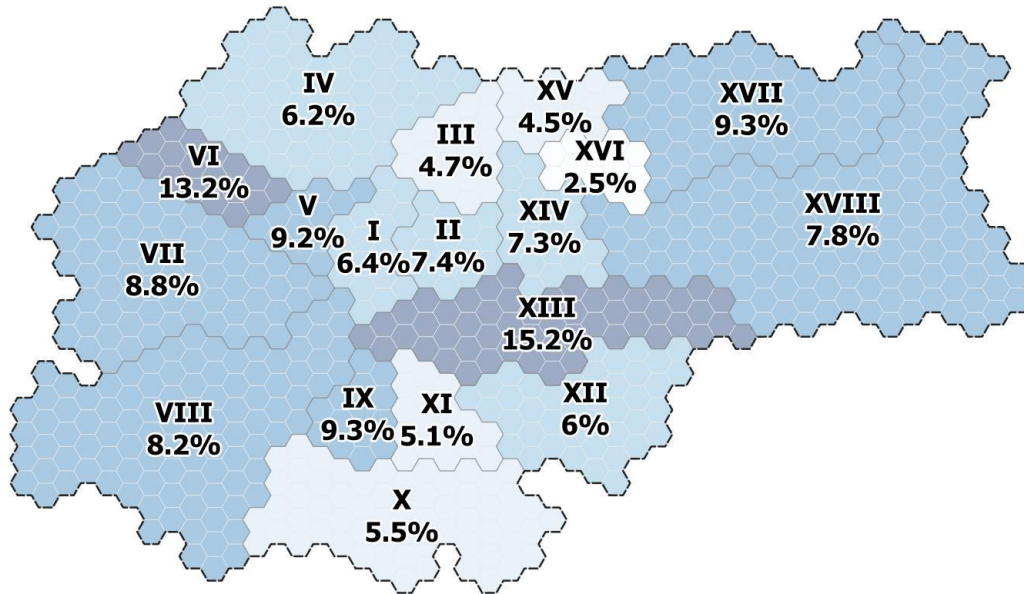 IV
6.2%
XV
4.5%
XVII
9.3%
III
4.7%
VI
13.2%
XVI
2.5%
V
9.2%
XVIII
7.8%
I
6.4%
II
7.4%
XIV
7.3%
VII
8.8%
XIII
15.2%
VIII
8.2%
IX
9.3%
XI
5.1%
XII
6%
X
5.5%